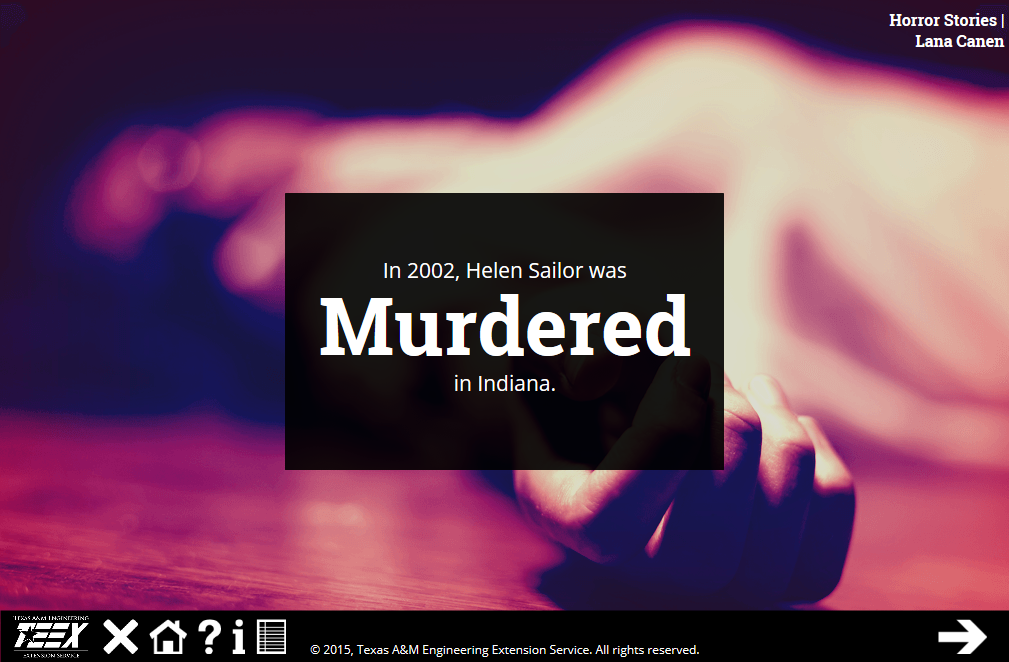 Horror Stories |
Lana Canen
In 2002, Helen Sailor was
Murdered
in Indiana.
TEXAS A&M ENGINEERING
TEEX
EXTENSION SERVICE
© 2015, Texas A&M Engineering Extension Service. All rights reserved.